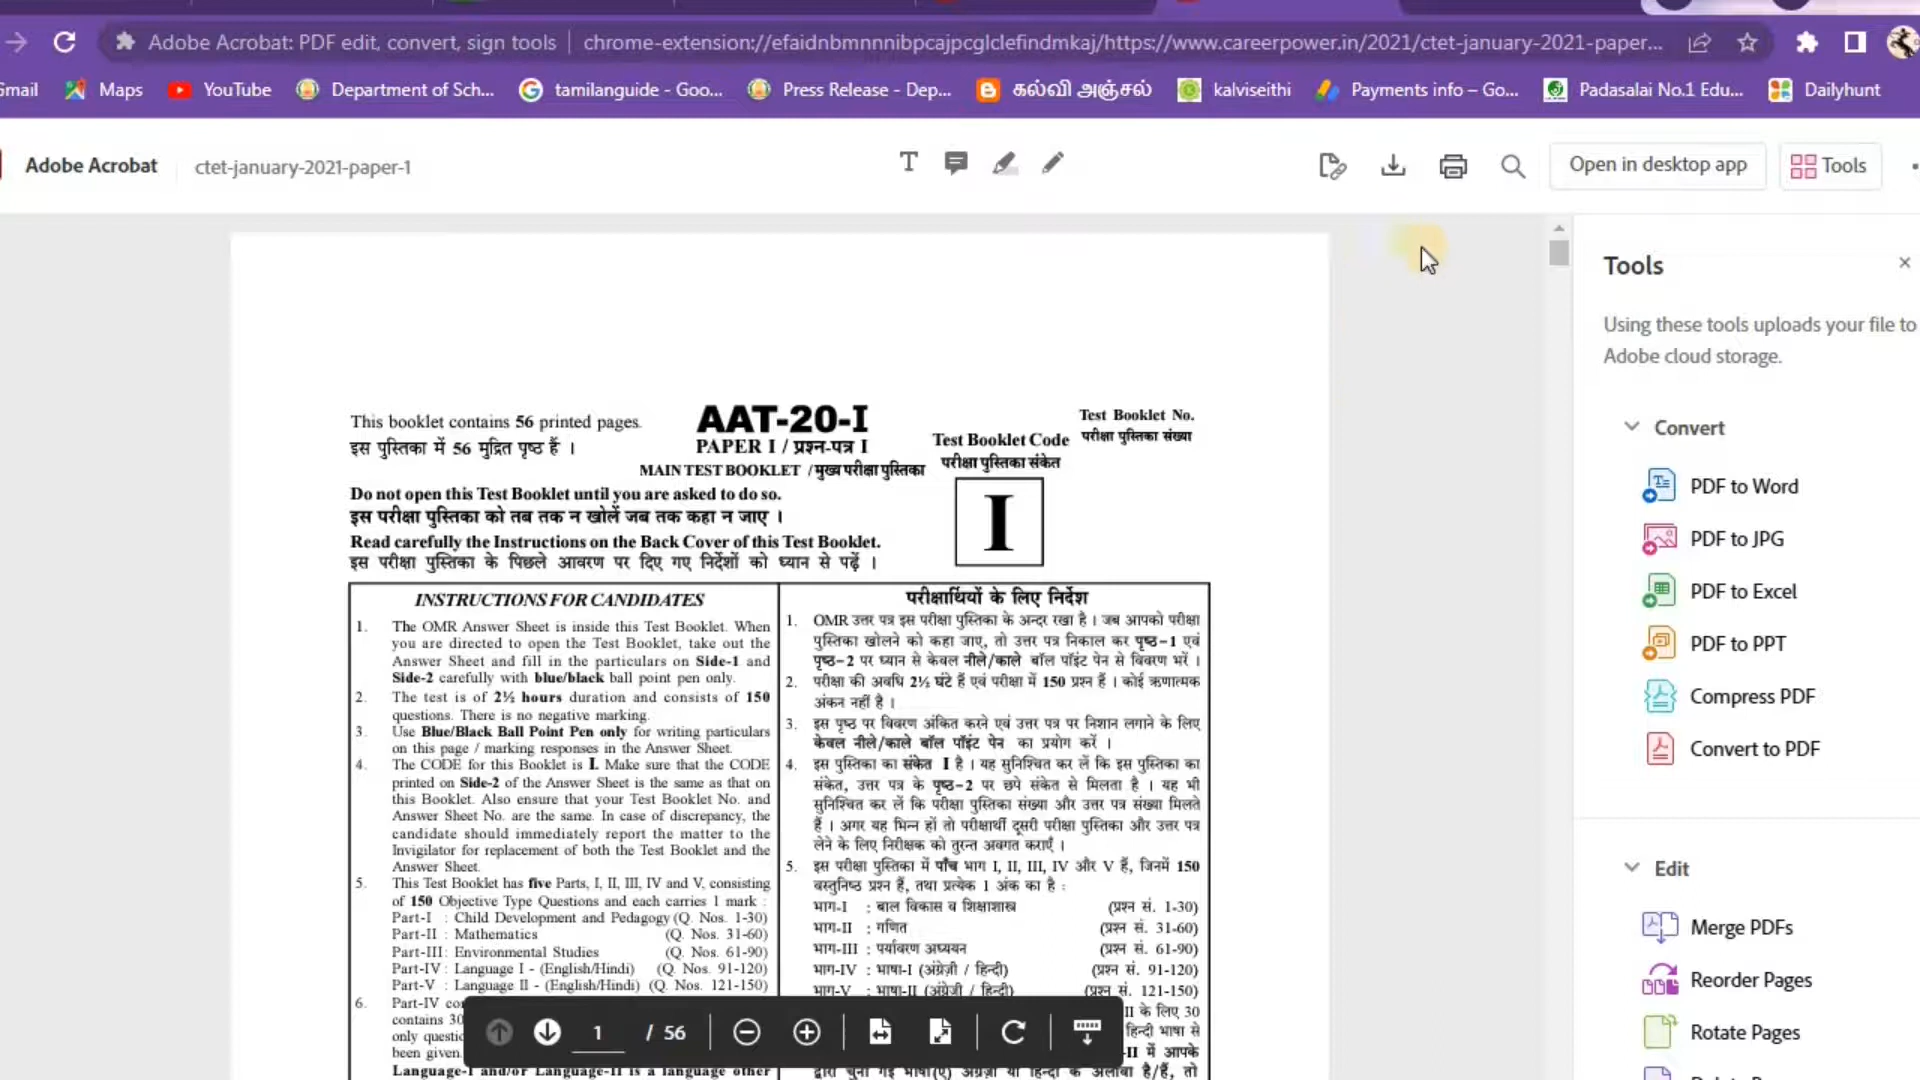 Adobe Acrobat: PDF edit, convert, sign tools | chrome-extension://efaidnbmnnnibpcajpcglclefindmkaj/https://www.careerpower.in/2021/ctet-january-2021-paper...
Gmail Maps YouTube Department of Sch... tamilanguide - Goo... Press Release - Dep... கல்வி அஞ்சல் kalviseithi Payments info – Go... Padasalai No.1 Edu... Dailyhunt
Adobe Acrobat ctet-january-2021-paper-1 Open in desktop app Tools
This booklet contains 56 printed pages.
इस पुस्तिका में 56 मुद्रित पृष्ठ हैं ।
AAT-20-I
PAPER I / प्रश्न-पत्र I
MAIN TEST BOOKLET / मुख्य परीक्षा पुस्तिका
Test Booklet Code
परीक्षा पुस्तिका संकेत
I
Test Booklet No.
परीक्षा पुस्तिका संख्या
Do not open this Test Booklet until you are asked to do so.
इस परीक्षा पुस्तिका को तब तक न खोलें जब तक कहा न जाए ।
Read carefully the Instructions on the Back Cover of this Test Booklet.
इस परीक्षा पुस्तिका के पिछले आवरण पर दिए गए निर्देशों को ध्यान से पढ़ें ।
INSTRUCTIONS FOR CANDIDATES
1. The OMR Answer Sheet is inside this Test Booklet. When
you are directed to open the Test Booklet, take out the
Answer Sheet and fill in the particulars on Side-1 and
Side-2 carefully with blue/black ball point pen only.
2. The test is of 2½ hours duration and consists of 150
questions. There is no negative marking.
3. Use Blue/Black Ball Point Pen only for writing particulars
on this page / marking responses in the Answer Sheet.
4. The CODE for this Booklet is I. Make sure that the CODE
printed on Side-2 of the Answer Sheet is the same as that on
this Booklet. Also ensure that your Test Booklet No. and
Answer Sheet No. are the same. In case of discrepancy, the
candidate should immediately report the matter to the
Invigilator for replacement of both the Test Booklet and the
Answer Sheet.
5. This Test Booklet has five Parts, I, II, III, IV and V, consisting
of 150 Objective Type Questions and each carries 1 mark :
Part-I : Child Development and Pedagogy (Q. Nos. 1-30)
Part-II : Mathematics (Q. Nos. 31-60)
Part-III : Environmental Studies (Q. Nos. 61-90)
Part-IV : Language I - (English/Hindi) (Q. Nos. 91-120)
Part-V : Language II - (English/Hindi) (Q. Nos. 121-150)
6. Part-IV
contains 30
only
been given.
Language-I and/or Language-II is a language other
परीक्षार्थियों के लिए निर्देश
1. OMR उत्तर पत्र इस परीक्षा पुस्तिका के अन्दर रखा है । जब आपको परीक्षा
पुस्तिका खोलने को कहा जाए, तो उत्तर पत्र निकाल कर पृष्ठ-1 एवं
पृष्ठ-2 पर ध्यान से केवल नीले/काले बॉल पॉइंट पेन से विवरण भरें ।
2. परीक्षा की अवधि 2½ घंटे हैं एवं परीक्षा में 150 प्रश्न हैं । कोई ऋणात्मक
अंकन नहीं है ।
3. इस पृष्ठ पर विवरण अंकित करने एवं उत्तर पत्र पर निशान लगाने के लिए
केवल नीले/काले बॉल पॉइंट पेन का प्रयोग करें ।
4. इस पुस्तिका का संकेत I है । यह सुनिश्चित कर लें कि इस पुस्तिका का
संकेत, उत्तर पत्र के पृष्ठ-2 पर छपे संकेत से मिलता है । यह भी
सुनिश्चित कर लें कि परीक्षा पुस्तिका संख्या और उत्तर पत्र संख्या मिलते
हैं । अगर यह भिन्न हों तो परीक्षार्थी दूसरी परीक्षा पुस्तिका और उत्तर पत्र
लेने के लिए निरीक्षक को तुरन्त अवगत कराएँ ।
5. इस परीक्षा पुस्तिका में पाँच भाग I, II, III, IV और V हैं, जिनमें 150
वस्तुनिष्ठ प्रश्न हैं, तथा प्रत्येक 1 अंक का है :
भाग-I : बाल विकास व शिक्षाशास्त्र (प्रश्न सं. 1-30)
भाग-II : गणित (प्रश्न सं. 31-60)
भाग-III : पर्यावरण अध्ययन (प्रश्न सं. 61-90)
भाग-IV : भाषा-I (अंग्रेज़ी / हिन्दी) (प्रश्न सं. 91-120)
भाग-V : भाषा-II (अंग्रेज़ी / हिन्दी) (प्रश्न सं. 121-150)
II के लिए 30
हिन्दी भाषा से
-II में आपके
द्वारा चुनी गई भाषा(एँ) अंग्रेज़ी या हिन्दी के अलावा है/हैं, तो
1 / 56
Tools
Using these tools uploads your file to
Adobe cloud storage.
Convert
PDF to Word
PDF to JPG
PDF to Excel
PDF to PPT
Compress PDF
Convert to PDF
Edit
Merge PDFs
Reorder Pages
Rotate Pages